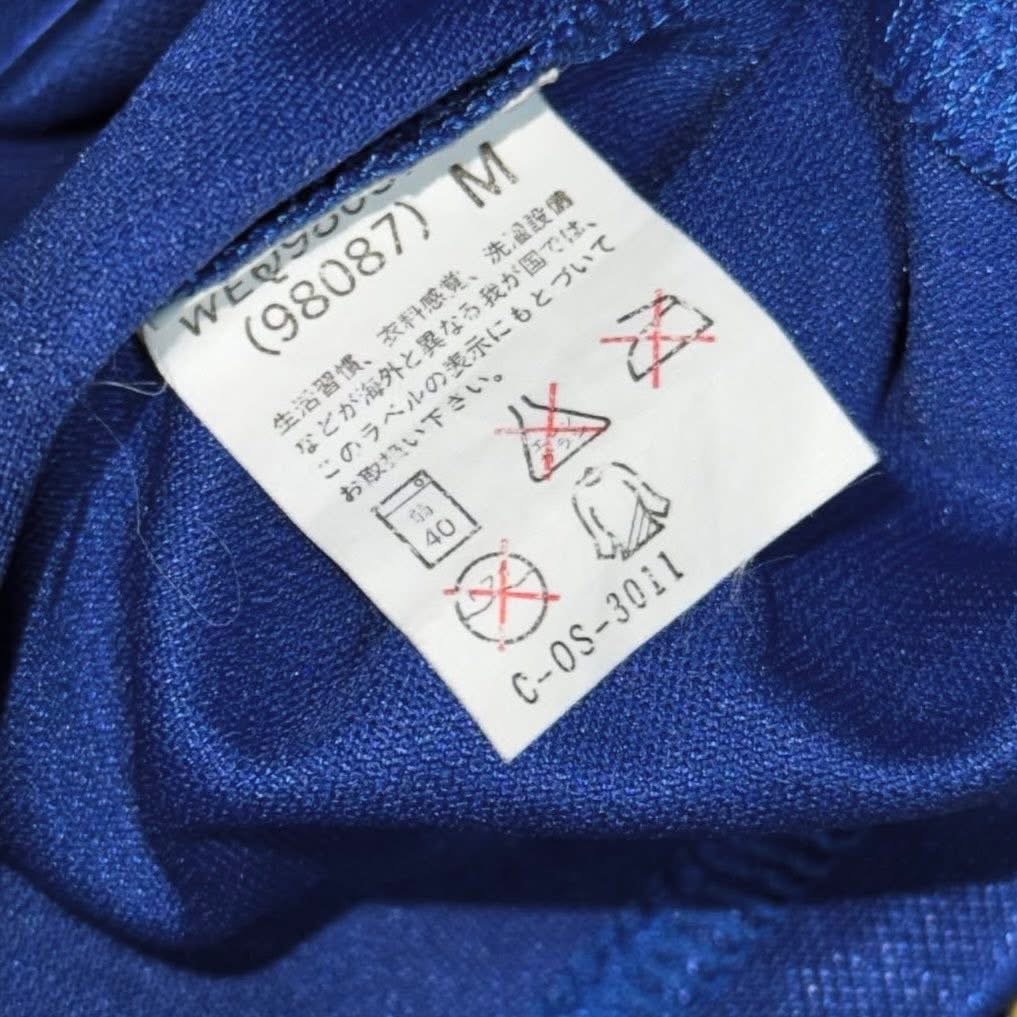 (98087) M
生活習慣、衣料感覚、洗濯設備
などが海外と異なる我が国では、
このラベルの表示にもとづいて
お取扱い下さい。
弱
40
C-OS-3011